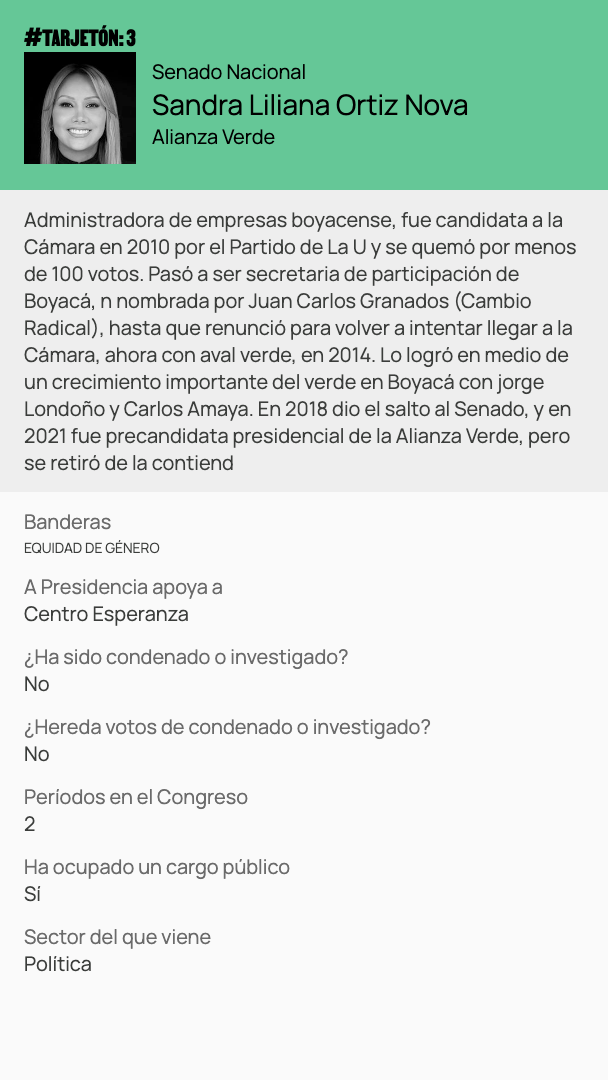 #TARJETÓN: 3
Senado Nacional
Sandra Liliana Ortiz Nova
Alianza Verde
Administradora de empresas boyacense, fue candidata a la
Cámara en 2010 por el Partido de La U y se quemó por menos
de 100 votos. Pasó a ser secretaria de participación de
Boyacá, n nombrada por Juan Carlos Granados (Cambio
Radical), hasta que renunció para volver a intentar llegar a la
Cámara, ahora con aval verde, en 2014. Lo logró en medio de
un crecimiento importante del verde en Boyacá con jorge
Londoño y Carlos Amaya. En 2018 dio el salto al Senado, y en
2021 fue precandidata presidencial de la Alianza Verde, pero
se retiró de la contiend
Banderas
EQUIDAD DE GÉNERO
A Presidencia apoya a
Centro Esperanza
¿Ha sido condenado o investigado?
No
¿Hereda votos de condenado o investigado?
No
Períodos en el Congreso
2
Ha ocupado un cargo público
Sí
Sector del que viene
Política